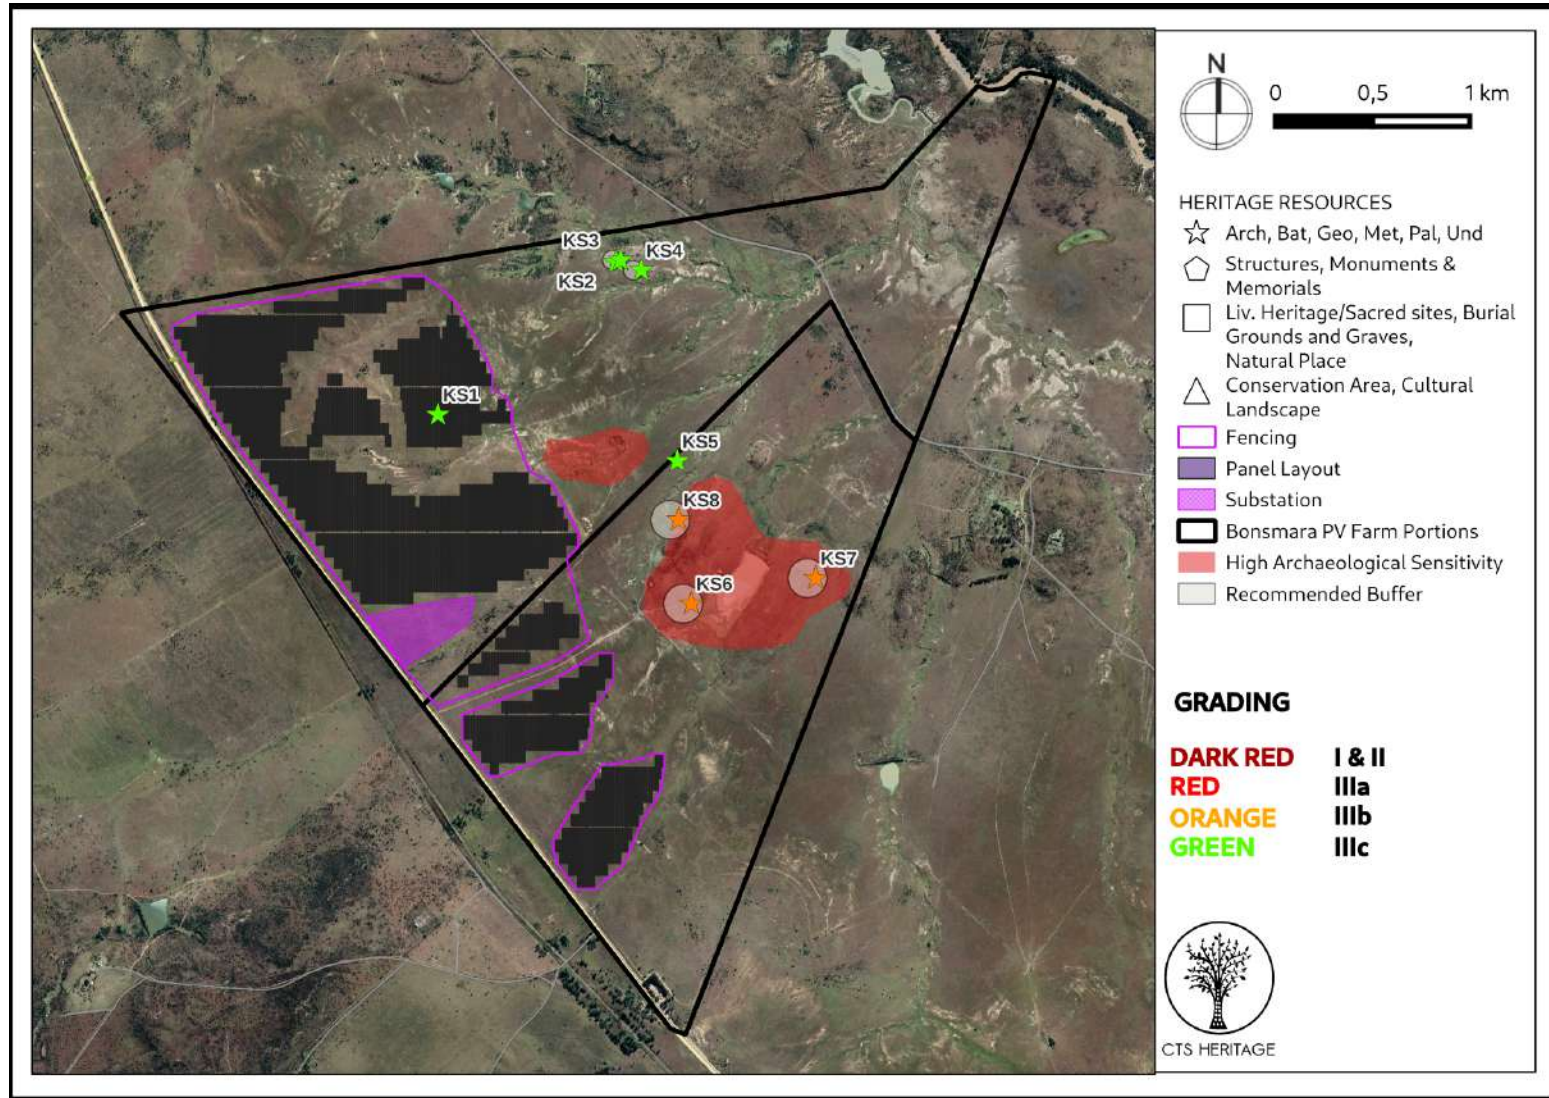 KS3
KS4
KS2
KS1
KS5
KS8
KS7
KS6
N
0 0,5 1 km
HERITAGE RESOURCES
Arch, Bat, Geo, Met, Pal, Und
Structures, Monuments &
Memorials
Liv. Heritage/Sacred sites, Burial
Grounds and Graves,
Natural Place
Conservation Area, Cultural
Landscape
Fencing
Panel Layout
Substation
Bonsmara PV Farm Portions
High Archaeological Sensitivity
Recommended Buffer
GRADING
DARK RED I & II
RED IIIa
ORANGE IIIb
GREEN IIIc
CTS HERITAGE